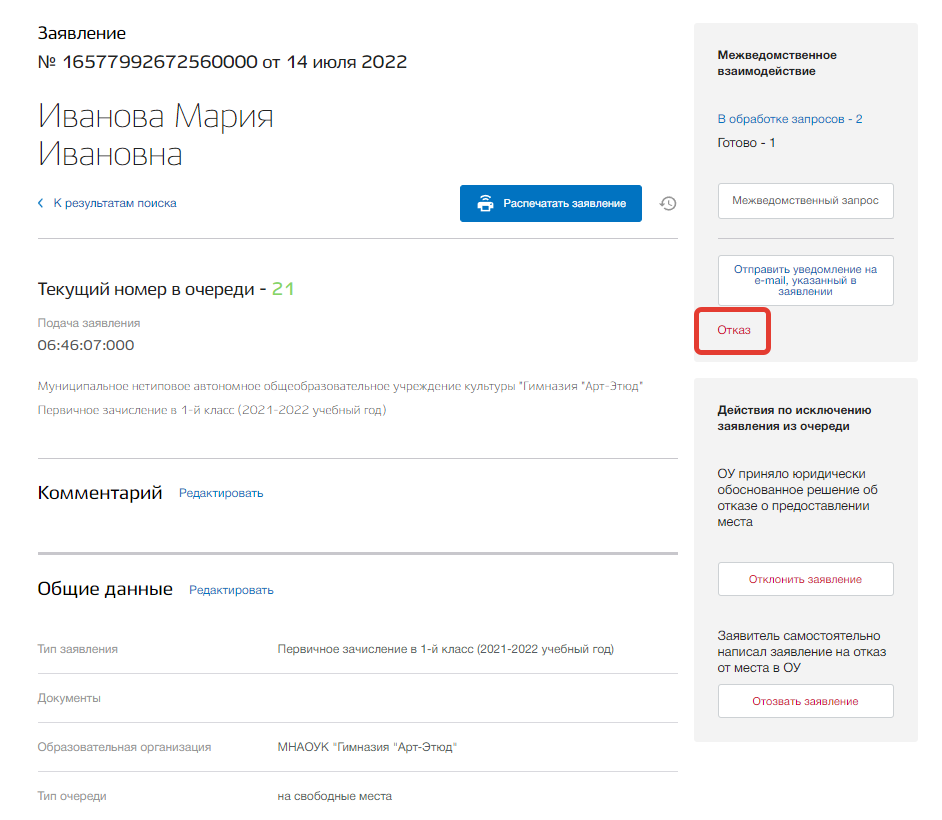 Заявление
№ 16577992672560000 от 14 июля 2022
Иванова Мария
Ивановна
К результатам поиска
Распечатать заявление
Текущий номер в очереди - 21
Подача заявления
06:46:07:000
Муниципальное нетиповое автономное общеобразовательное учреждение культуры "Гимназия "Арт-Этюд"
Первичное зачисление в 1-й класс (2021-2022 учебный год)
Комментарий Редактировать
Общие данные Редактировать
Тип заявления Первичное зачисление в 1-й класс (2021-2022 учебный год)
Документы
Образовательная организация МНАОУК "Гимназия "Арт-Этюд"
Тип очереди на свободные места
Межведомственное
взаимодействие
В обработке запросов - 2
Готово - 1
Межведомственный запрос
Отправить уведомление на
e-mail, указанный в
заявлении
Отказ
Действия по исключению
заявления из очереди
ОУ приняло юридически
обоснованное решение об
отказе о предоставлении
места
Отклонить заявление
Заявитель самостоятельно
написал заявление на отказ
от места в ОУ
Отозвать заявление